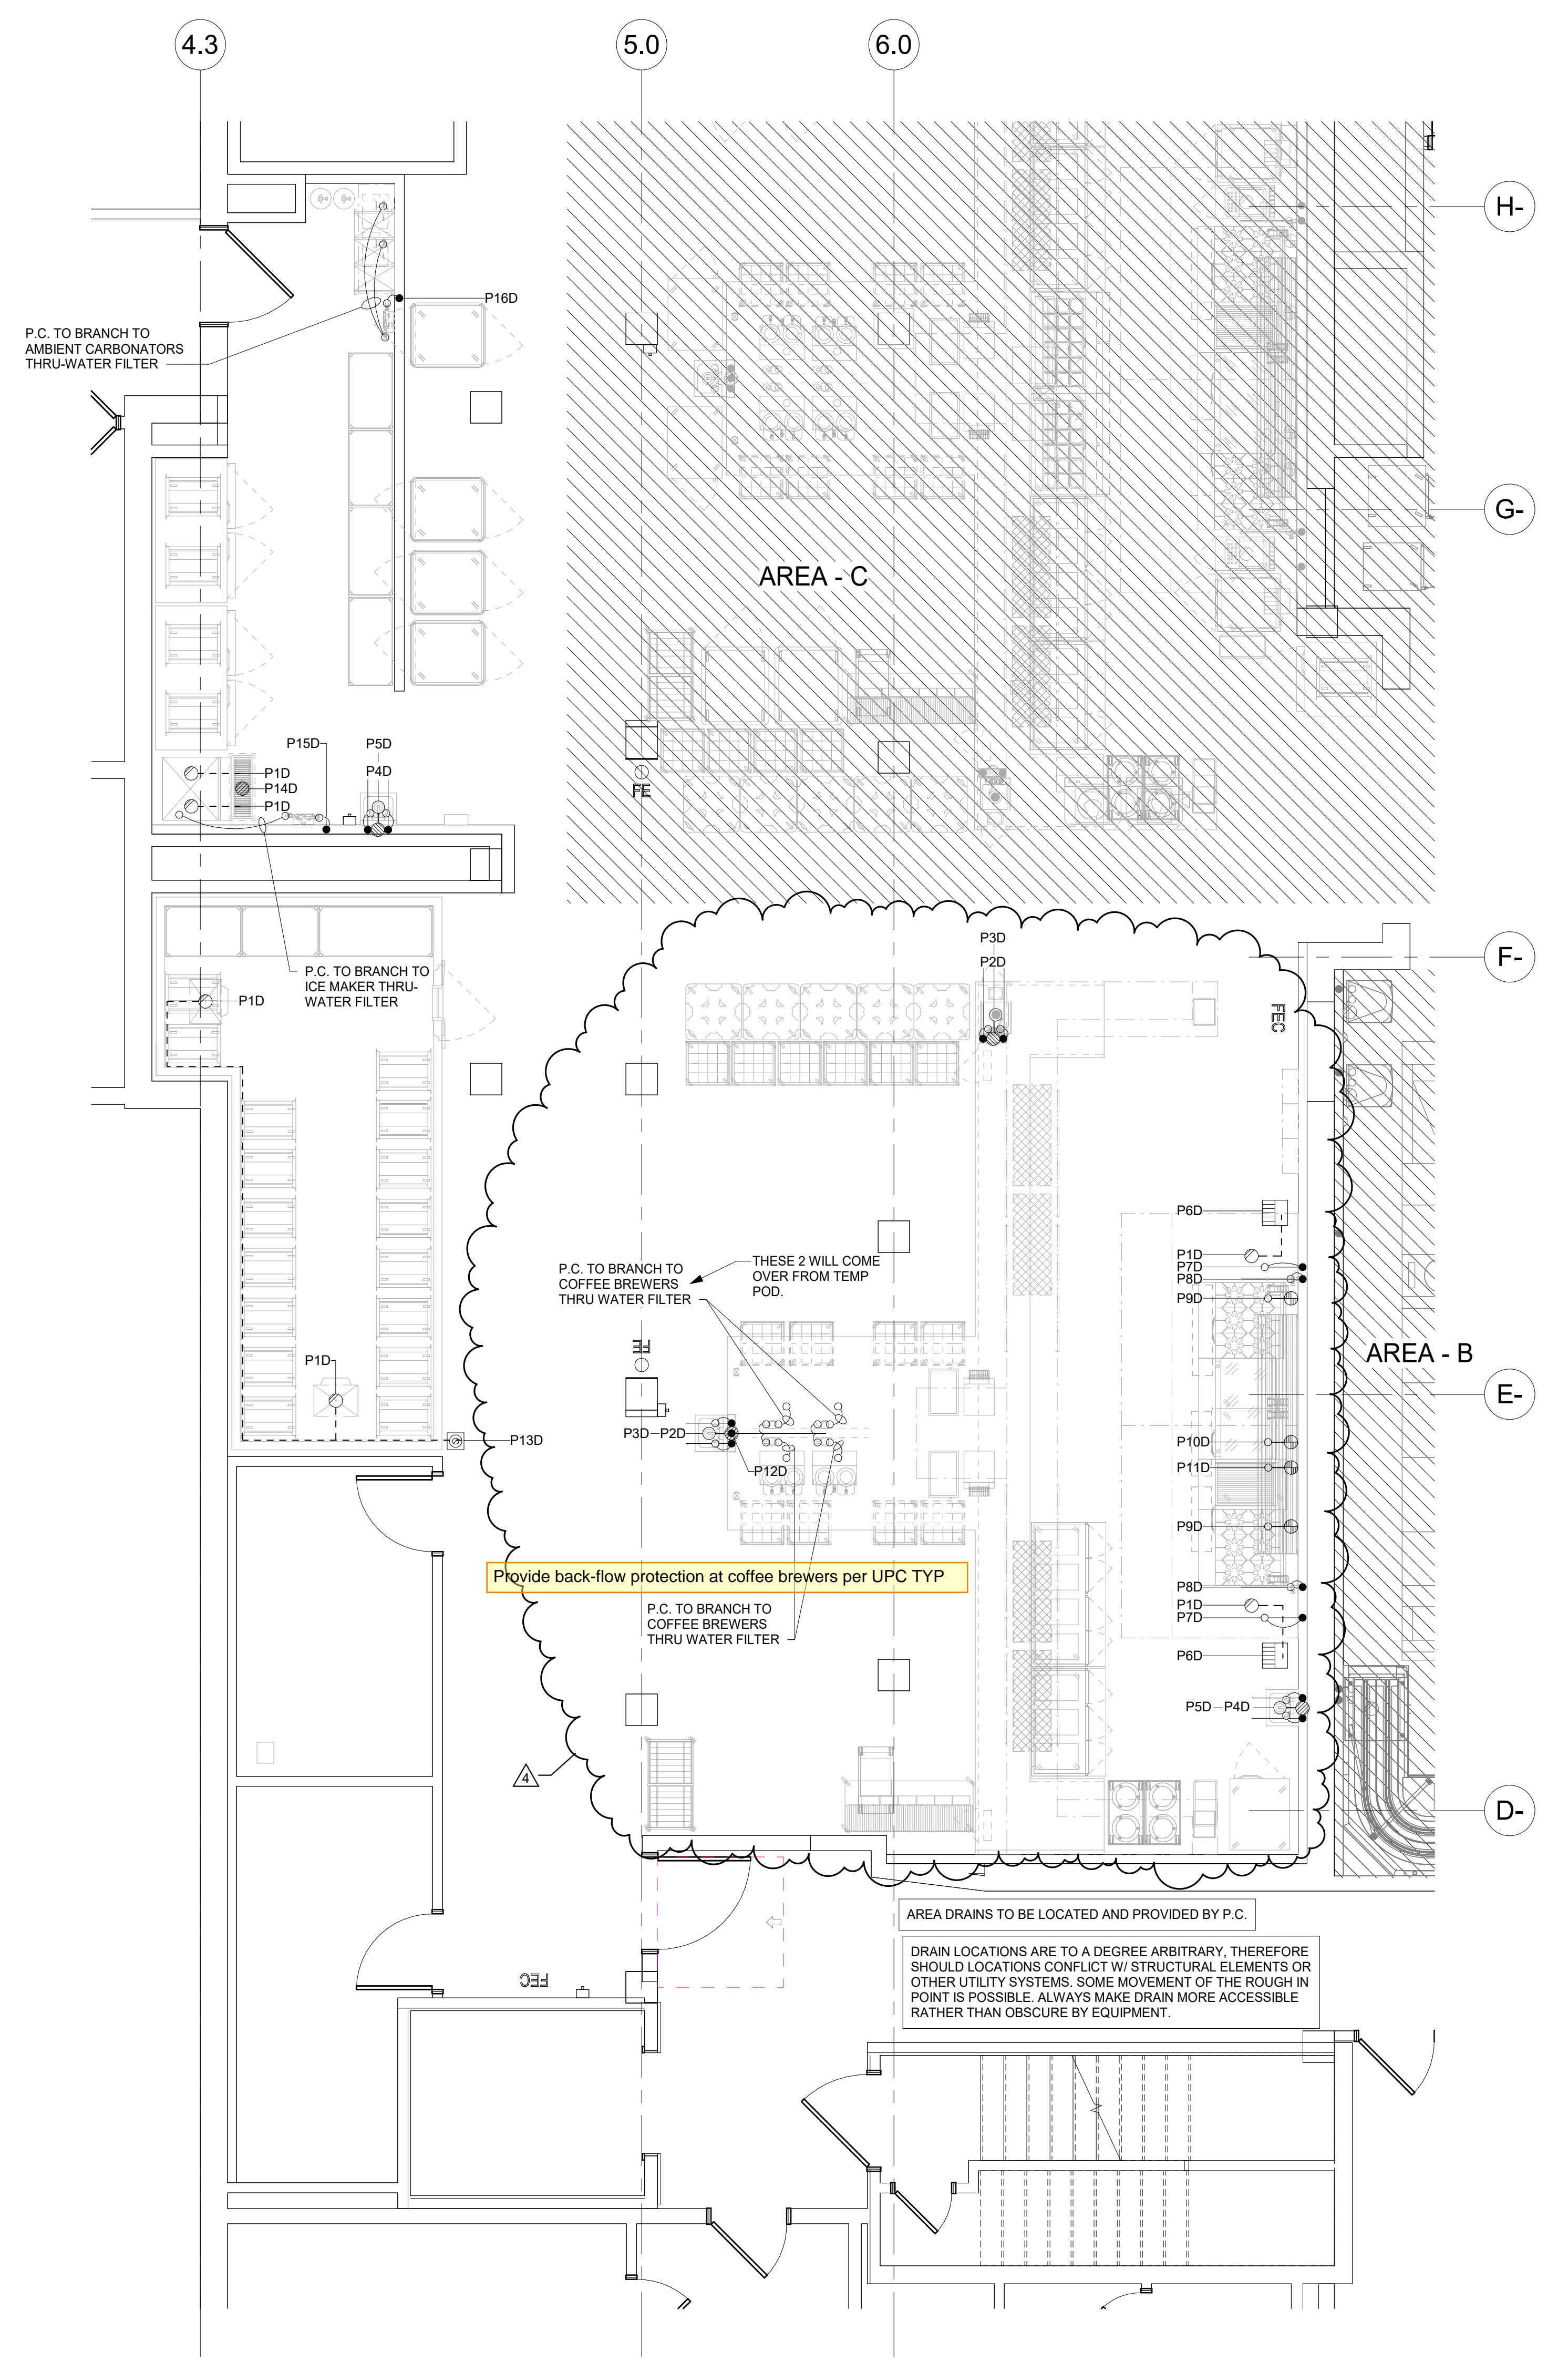 4.3
5.0
6.0
H-
P16D
P.C. TO BRANCH TO
AMBIENT CARBONATORS
THRU-WATER FILTER
G-
AREA - C
P15D
P5D
P1D
P4D
P14D
P1D
FE
P3D
F-
P2D
P.C. TO BRANCH TO
ICE MAKER THRU-
WATER FILTER
P1D
FEC
P6D
P1D
P7D
P8D
P9D
P.C. TO BRANCH TO
COFFEE BREWERS
THRU WATER FILTER
THESE 2 WILL COME
OVER FROM TEMP
POD.
FE
AREA - B
P1D
E-
P3D
P2D
P13D
P12D
P10D
P11D
P9D
Provide back-flow protection at coffee brewers per UPC TYP
P8D
P1D
P7D
P.C. TO BRANCH TO
COFFEE BREWERS
THRU WATER FILTER
P6D
P5D
P4D
4
D-
AREA DRAINS TO BE LOCATED AND PROVIDED BY P.C.
DRAIN LOCATIONS ARE TO A DEGREE ARBITRARY, THEREFORE
SHOULD LOCATIONS CONFLICT W/ STRUCTURAL ELEMENTS OR
OTHER UTILITY SYSTEMS. SOME MOVEMENT OF THE ROUGH IN
POINT IS POSSIBLE. ALWAYS MAKE DRAIN MORE ACCESSIBLE
RATHER THAN OBSCURE BY EQUIPMENT.
FEC